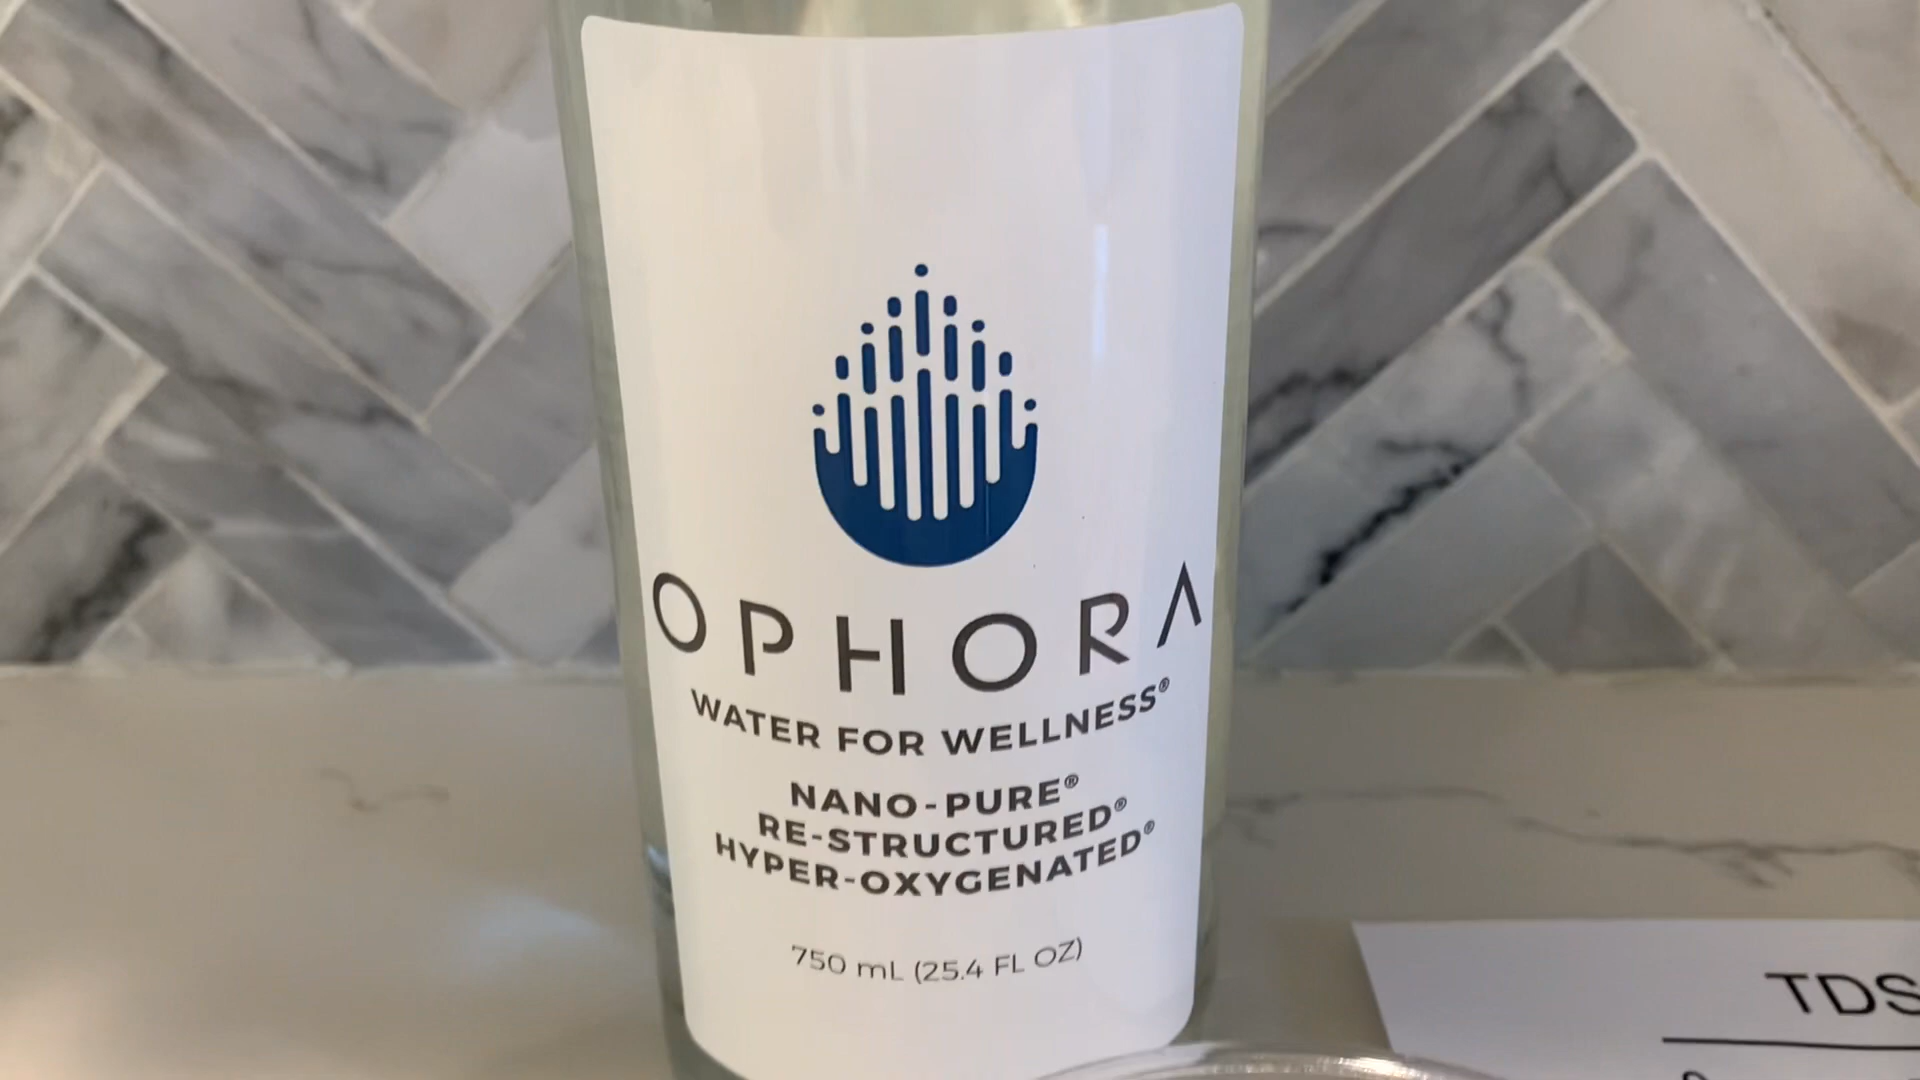 OPHORA
WATER FOR WELLNESS®
NANO-PURE®
RE-STRUCTURED®
HYPER-OXYGENATED®
750 mL (25.4 FL OZ)
TDS